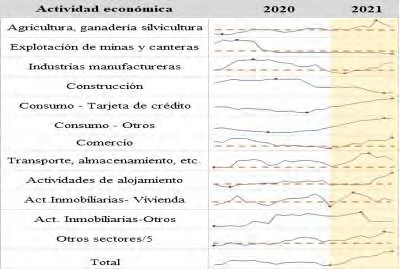 Actividad económica 2020 2021
Agricultura, ganadería silvicultura
Explotación de minas y canteras
Industrias manufactureras
Construcción
Consumo - Tarjeta de crédito
Consumo - Otros
Comercio
Transporte, almacenamiento, etc.
Actividades de alojamiento
Act Inmobiliarias- Vivienda
Act. Inmobiliarias-Otros
Otros sectores/5
Total